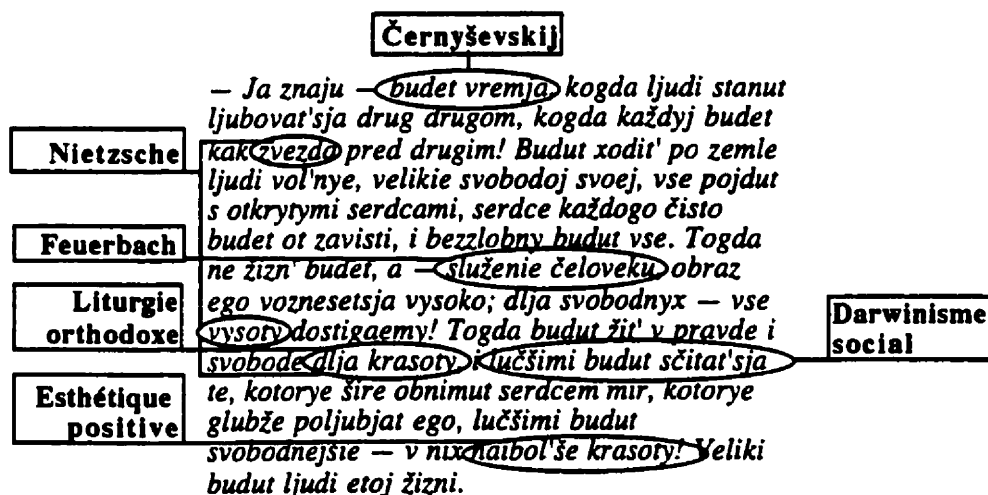 Černyševskij
— Ja znaju — budet vremja, kogda ljudi stanut
ljubovat'sja drug drugom, kogda každyj budet
Nietzsche
kak zvezda pred drugim! Budut xodit' po zemle
ljudi vol'nye, velikie svobodoj svoej, vse pojdut
s otkrytymi serdcami, serdce každogo čisto
Feuerbach
budet ot zavisti, i bezzlobny budut vse. Togda
ne žizn' budet, a — služenie čeloveku, obraz
Liturgie
orthodoxe
ego voznesetsja vysoko; dlja svobodnyx — vse
vysoty dostigaemy! Togda budut žit' v pravde i
Darwinisme
social
svobode dlja krasoty, i lučšimi budut sčitat'sja
Esthétique
positive
te, kotorye šire obnimut serdcem mir, kotorye
glubže poljubjat ego, lučšimi budut
svobodnejšie — v nix naibol'še krasoty! Veliki
budut ljudi etoj žizni.